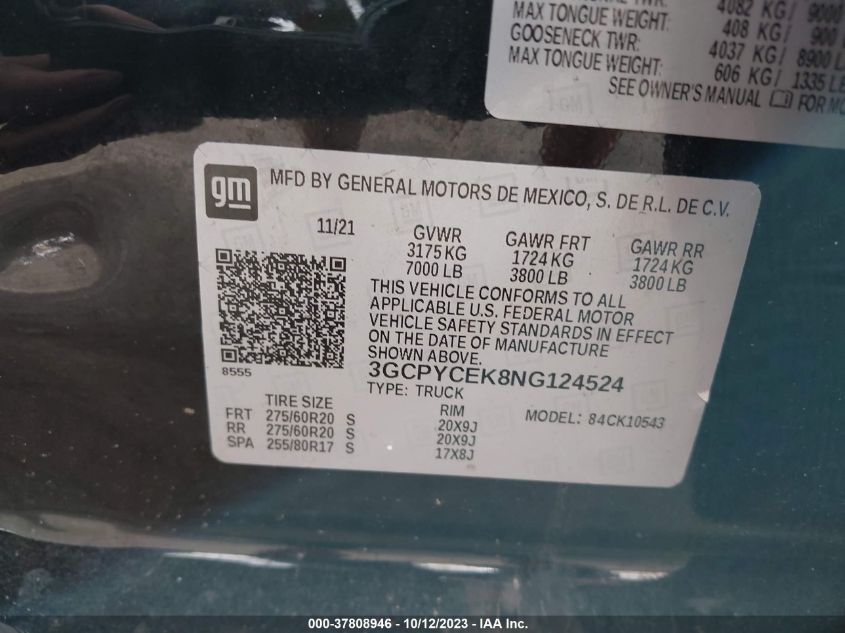 4082 KG/ 9000
MAX TONGUE WEIGHT: 408 KG/ 900 L
GOOSENECK TWR: 4037 KG/ 8900 L
MAX TONGUE WEIGHT: 606 KG/ 1335 LB
SEE OWNER'S MANUAL FOR MO
gm MFD BY GENERAL MOTORS DE MEXICO, S. DE R.L. DE C.V.
11/21 GVWR GAWR FRT GAWR RR
3175 KG 1724 KG 1724 KG
7000 LB 3800 LB 3800 LB
THIS VEHICLE CONFORMS TO ALL
APPLICABLE U.S. FEDERAL MOTOR
VEHICLE SAFETY STANDARDS IN EFFECT
ON THE DATE OF MANUFACTURE
SHOWN ABOVE.
8555 3GCPYCEK8NG124524
TYPE: TRUCK
TIRE SIZE RIM MODEL: 84CK10543
FRT 275/60R20 S 20X9J
RR 275/60R20 S 20X9J
SPA 255/80R17 S 17X8J
000-37808946 - 10/12/2023 - © COPYRIGHT IAA, Inc.